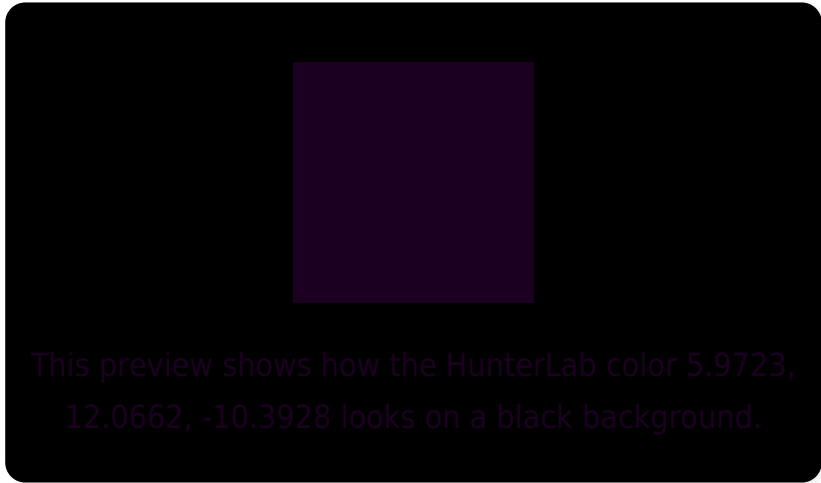 This preview shows how the HunterLab color 5.9723,
12.0662, -10.3928 looks on a black background.